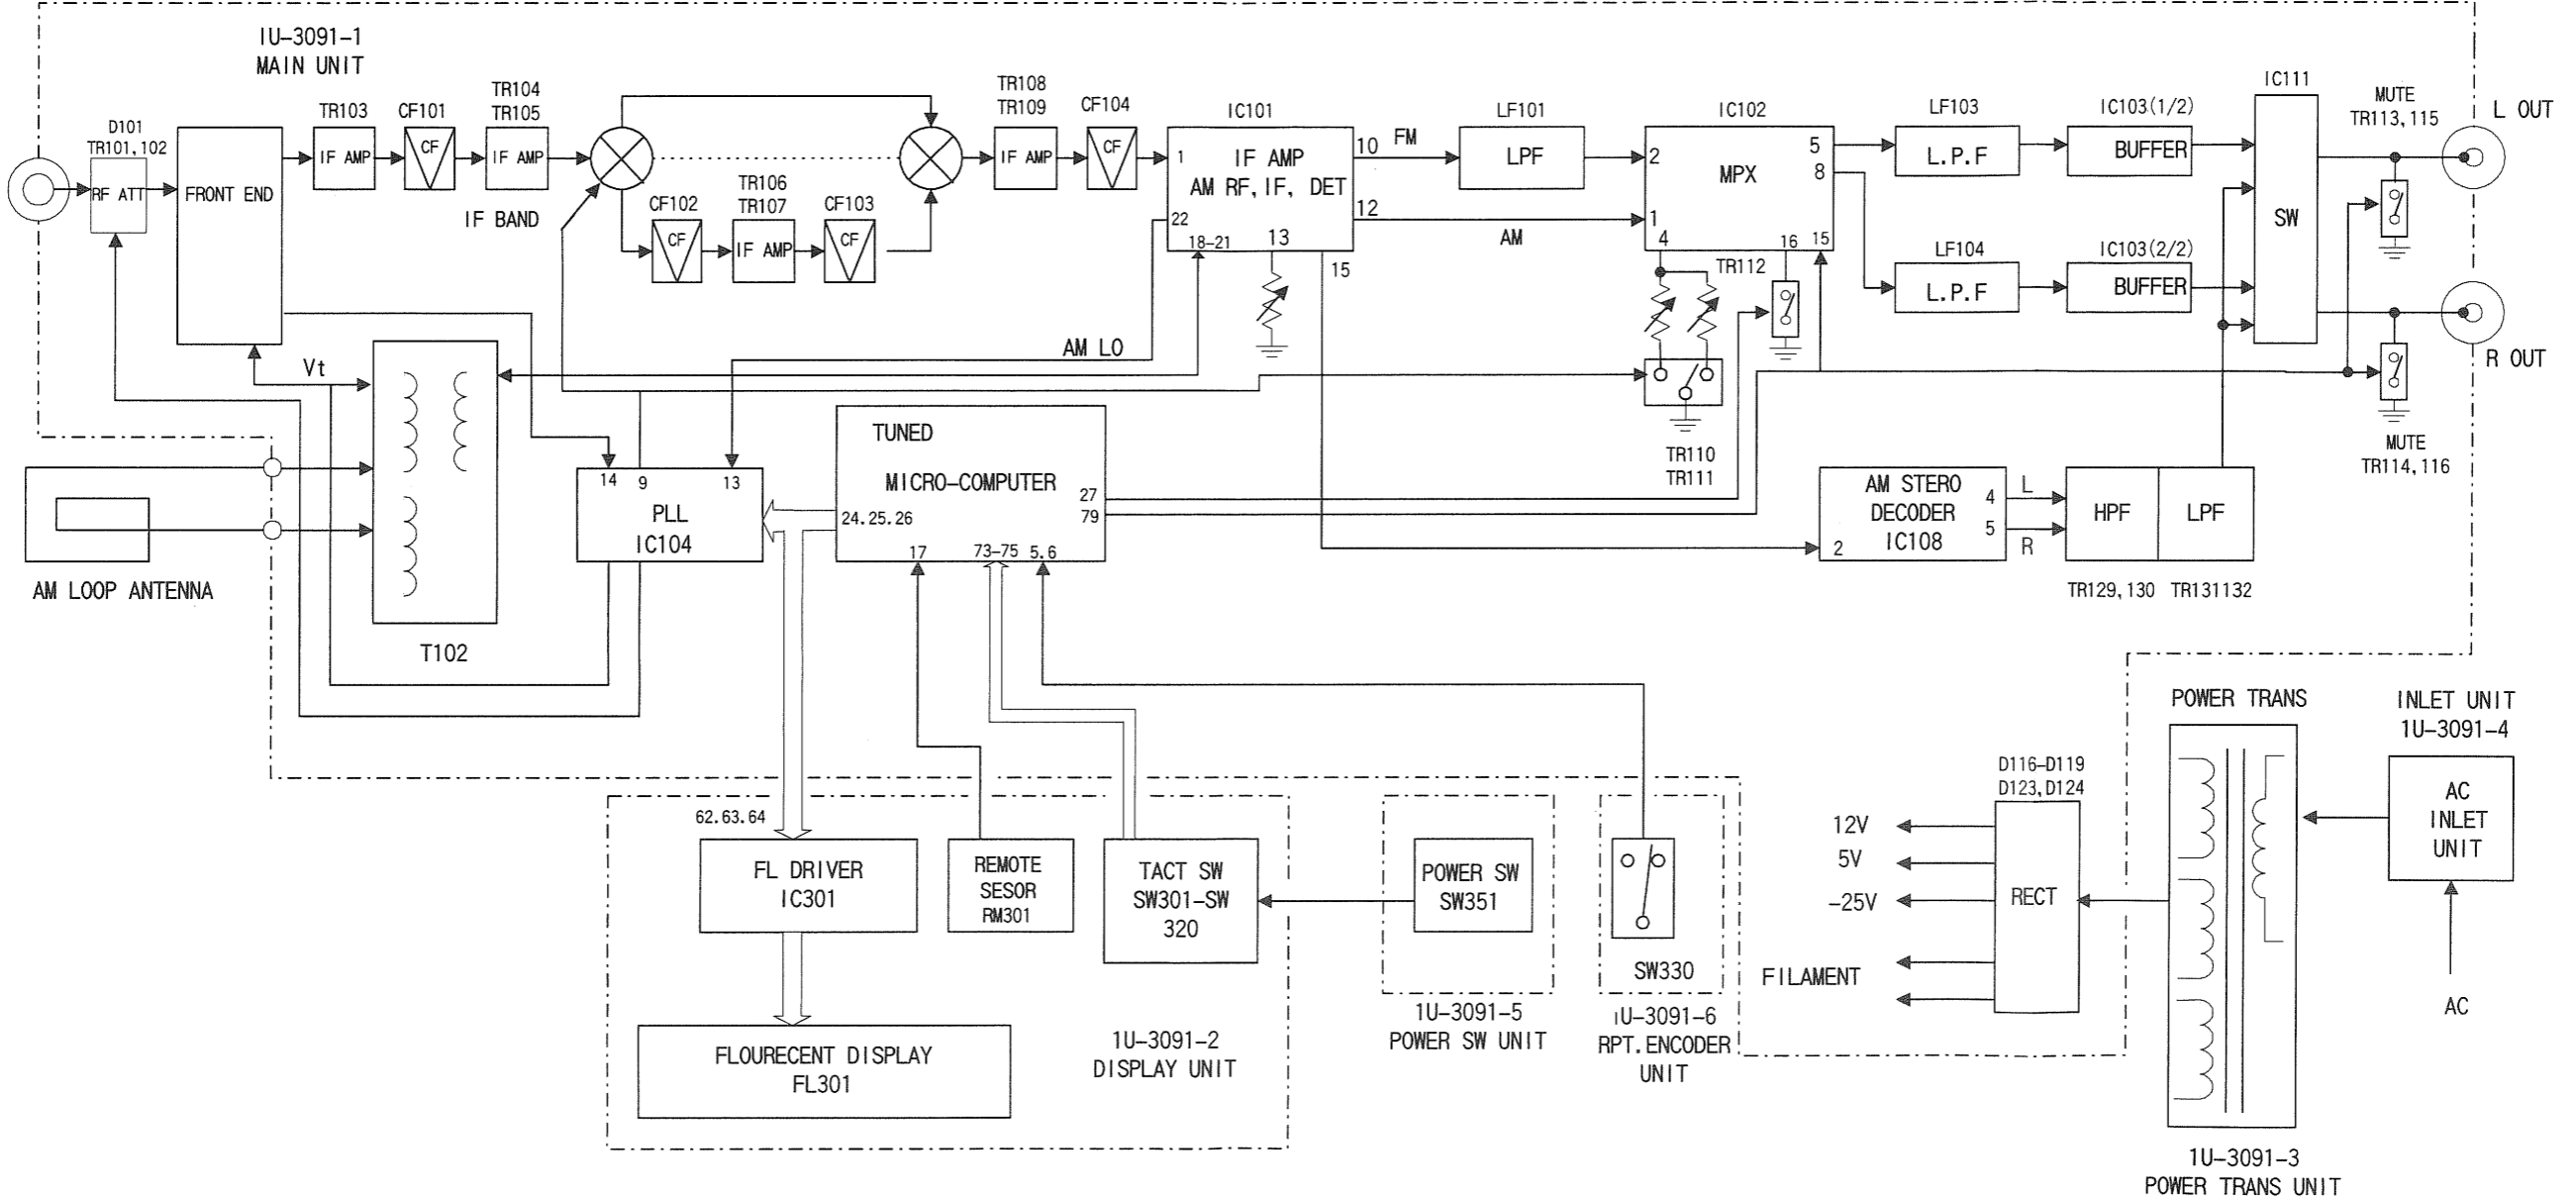 1U-3091-1
MAIN UNIT
D101
TR101,102
RF ATT
FRONT END
TR103
IF AMP
CF101
CF
TR104
TR105
IF AMP
IF BAND
CF102
CF
TR106
TR107
IF AMP
CF103
CF
TR108
TR109
IF AMP
CF104
CF
IC101
1
IF AMP
AM RF, IF, DET
10
12
22
18-21
13
15
FM
AM
LF101
LPF
IC102
2
MPX
1
4
16
15
5
8
TR112
LF103
L.P.F
IC103(1/2)
BUFFER
LF104
L.P.F
IC103(2/2)
BUFFER
IC111
SW
MUTE
TR113,115
L OUT
R OUT
MUTE
TR114,116
Vt
AM LO
T102
AM LOOP ANTENNA
14
9
13
PLL
IC104
TUNED
MICRO-COMPUTER
24.25.26
27
79
17
73-75
5.6
TR110
TR111
AM STERO
DECODER
IC108
2
4
5
L
R
HPF
LPF
TR129,130
TR131132
62.63.64
FL DRIVER
IC301
REMOTE
SESOR
RM301
TACT SW
SW301-SW
320
POWER SW
SW351
SW330
FLOURECENT DISPLAY
FL301
1U-3091-2
DISPLAY UNIT
1U-3091-5
POWER SW UNIT
1U-3091-6
RPT.ENCODER
UNIT
D116-D119
D123,D124
RECT
12V
5V
-25V
FILAMENT
POWER TRANS
1U-3091-3
POWER TRANS UNIT
INLET UNIT
1U-3091-4
AC
INLET
UNIT
AC